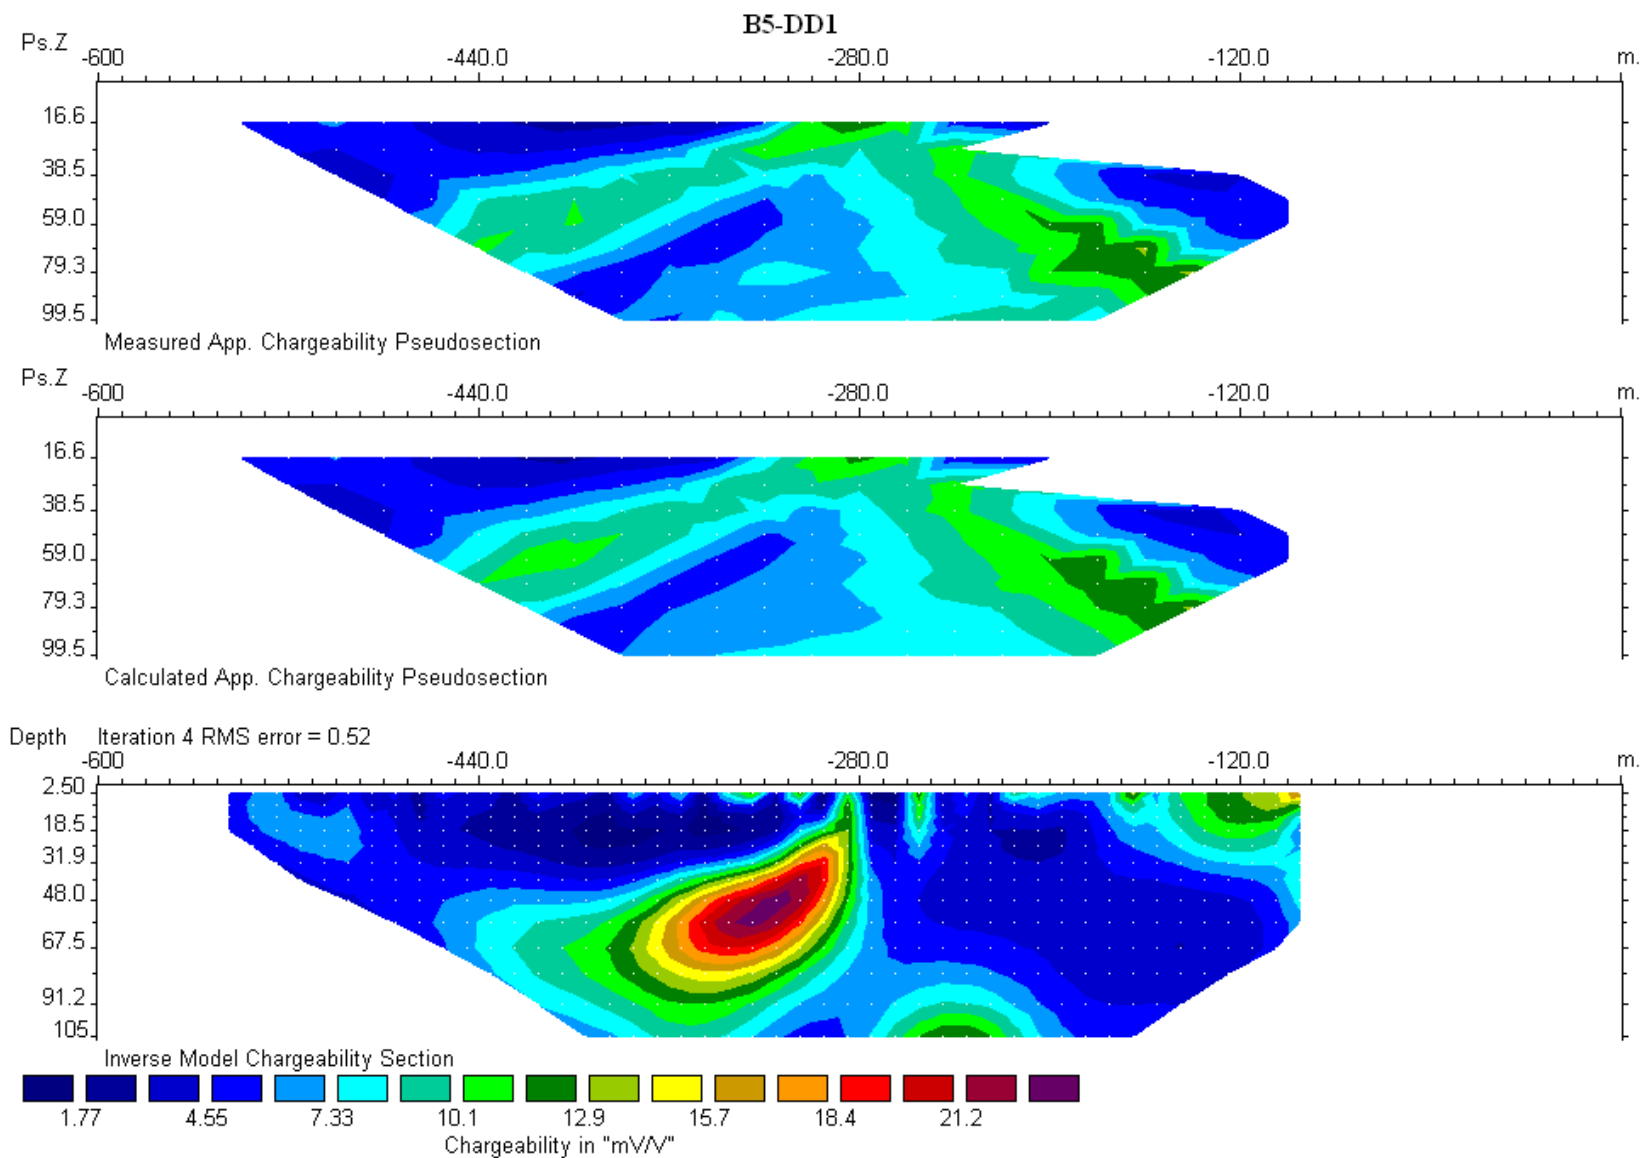 B5-DD1
Ps.Z -600 -440.0 -280.0 -120.0 m.
16.6
38.5
59.0
79.3
99.5
Measured App. Chargeability Pseudosection
Ps.Z -600 -440.0 -280.0 -120.0 m.
16.6
38.5
59.0
79.3
99.5
Calculated App. Chargeability Pseudosection
Depth Iteration 4 RMS error = 0.52
-600 -440.0 -280.0 -120.0 m.
2.50
18.5
31.9
48.0
67.5
91.2
105.
Inverse Model Chargeability Section
1.77 4.55 7.33 10.1 12.9 15.7 18.4 21.2
Chargeability in "mV/V"